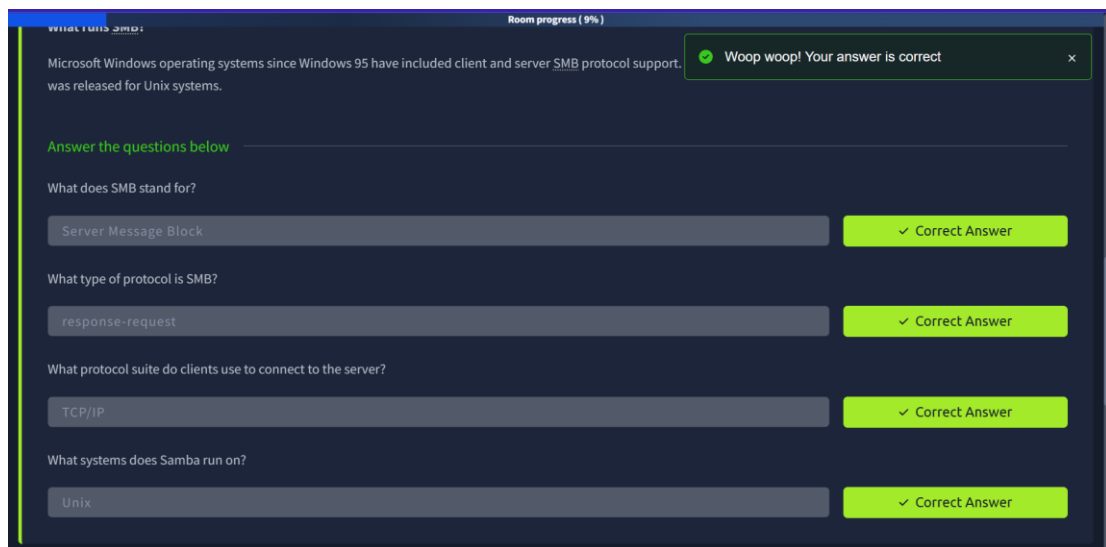 Room progress ( 9% )
What runs SMB?
Woop woop! Your answer is correct
Microsoft Windows operating systems since Windows 95 have included client and server SMB protocol support.
was released for Unix systems.
Answer the questions below
What does SMB stand for?
Server Message Block
✓ Correct Answer
What type of protocol is SMB?
response-request
✓ Correct Answer
What protocol suite do clients use to connect to the server?
TCP/IP
✓ Correct Answer
What systems does Samba run on?
Unix
✓ Correct Answer